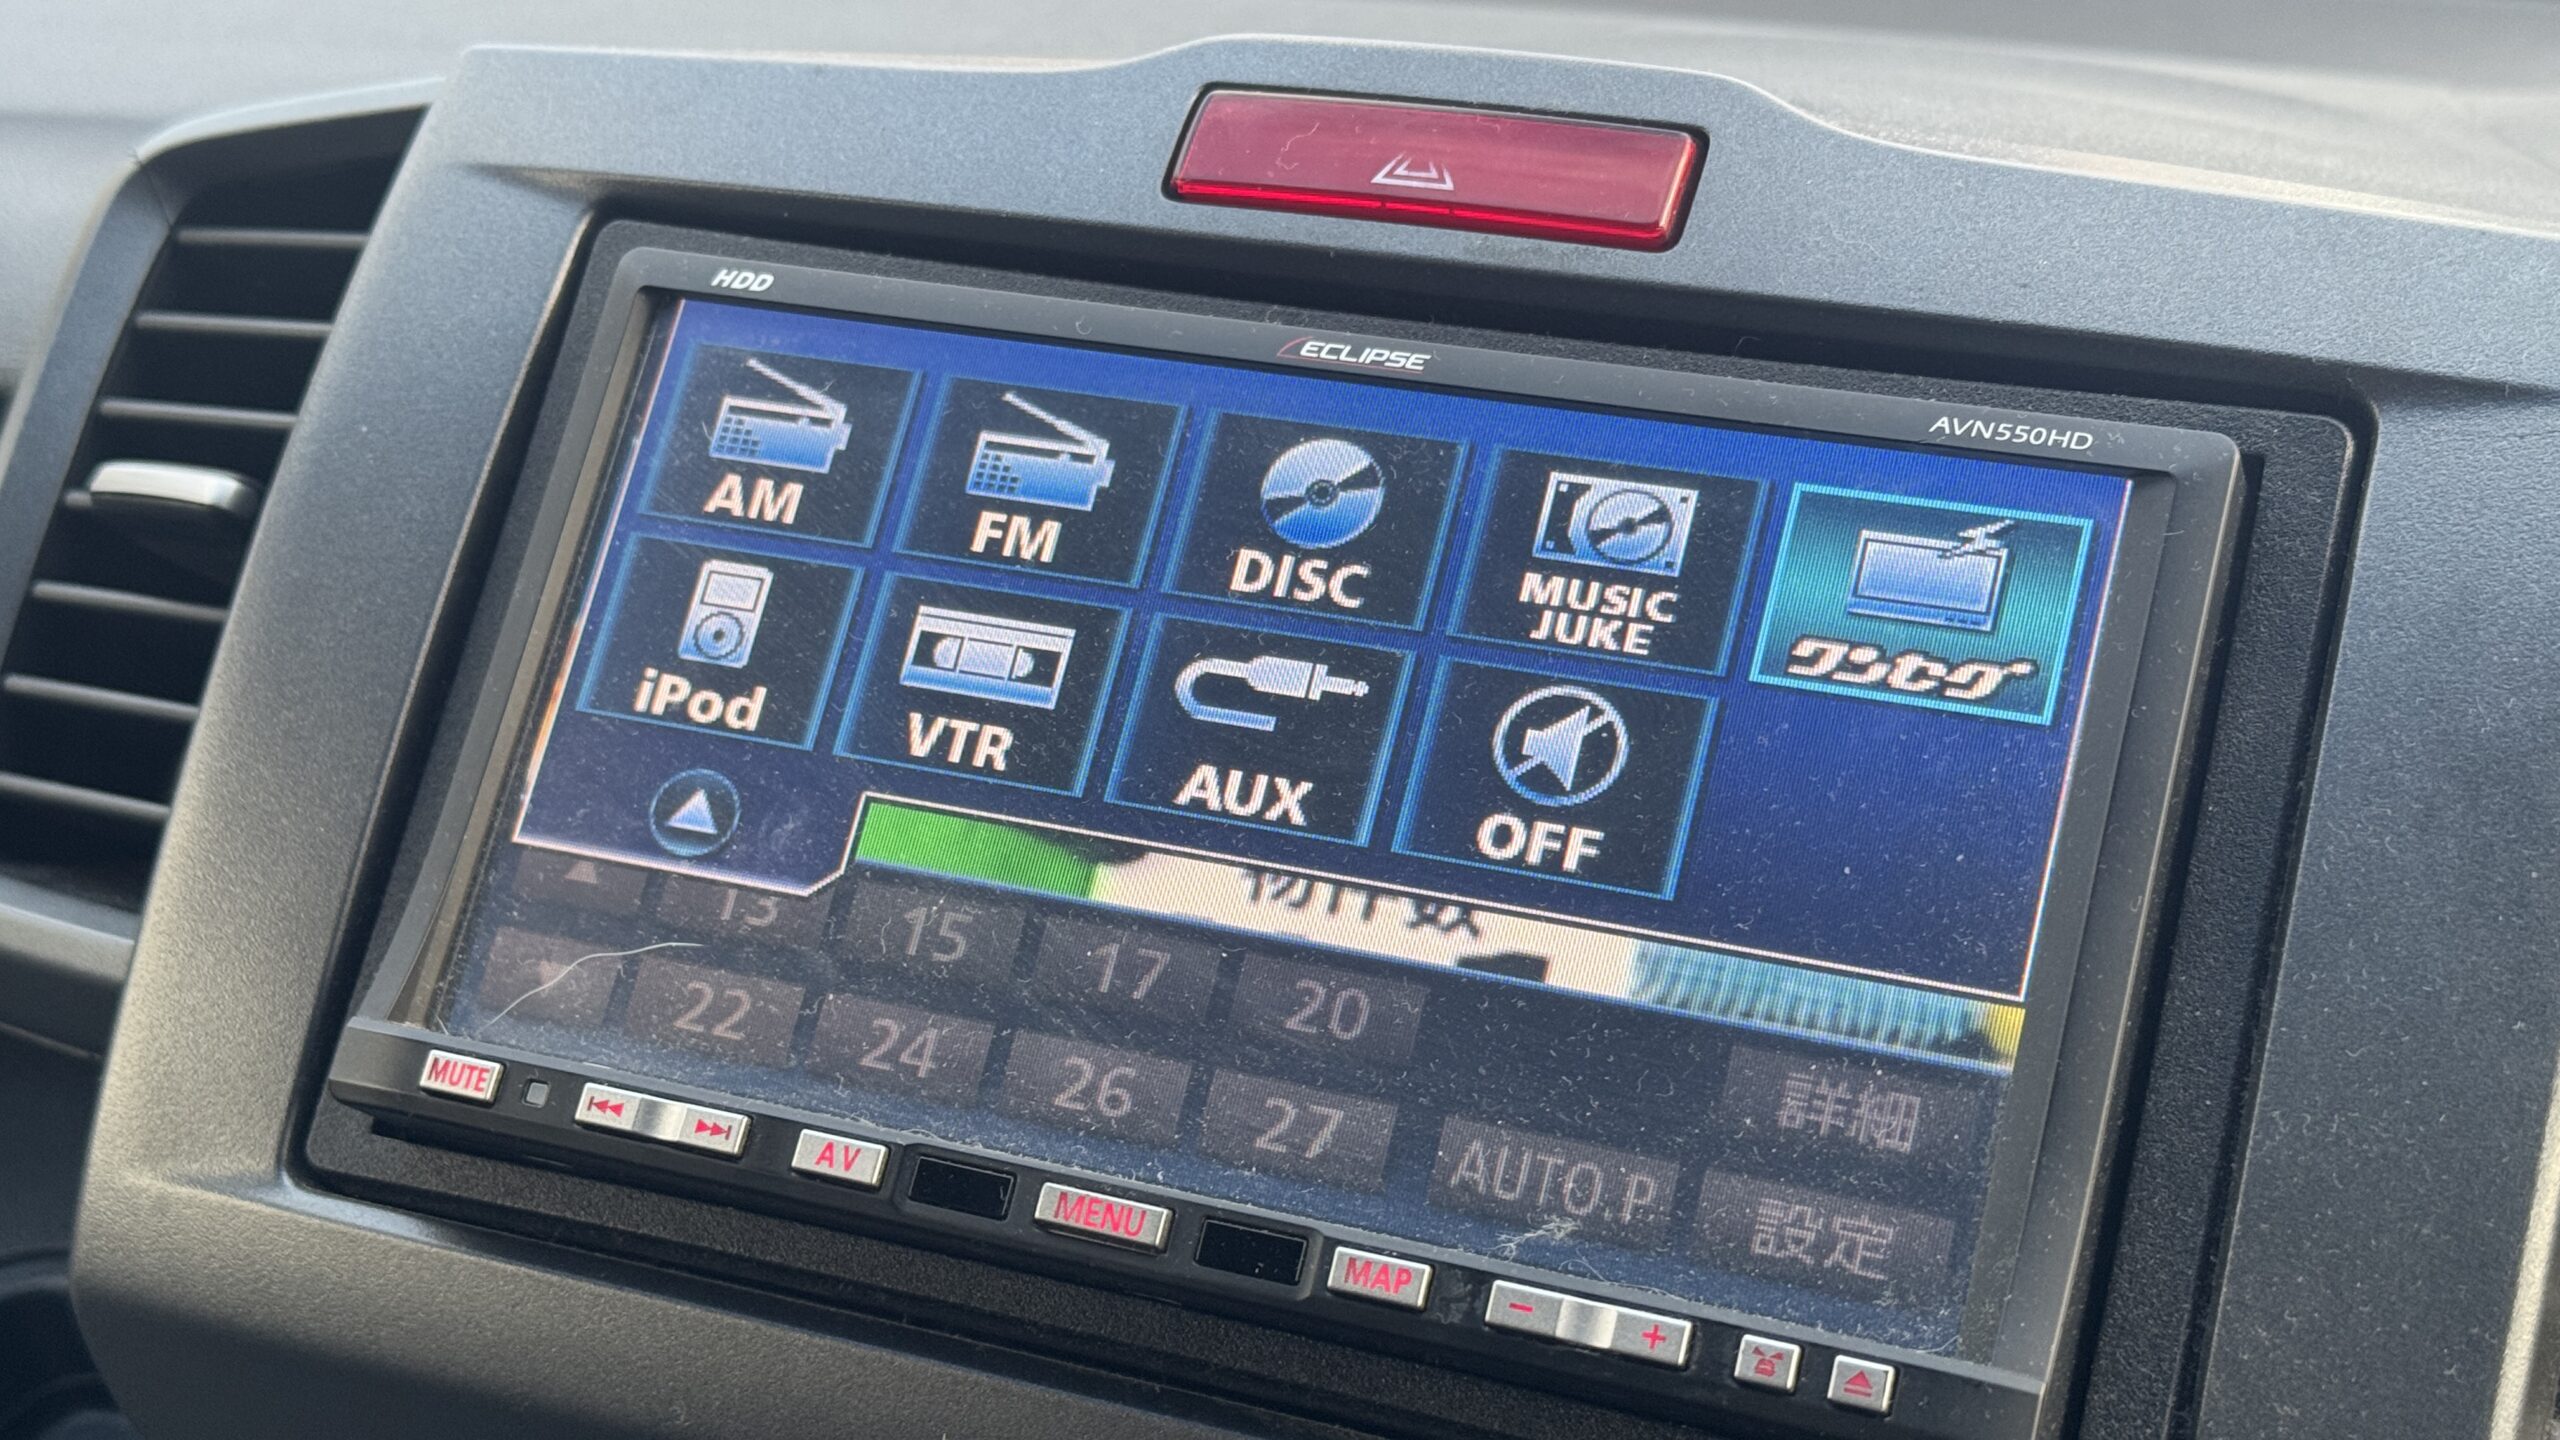 HDD
ECLIPSE
AVN550HD
AM
FM
DISC
MUSIC
JUKE
ワンセグ
iPod
VTR
AUX
OFF
13
15
17
20
22
24
26
27
AUTO.P
詳細
設定
MUTE
AV
MENU
MAP